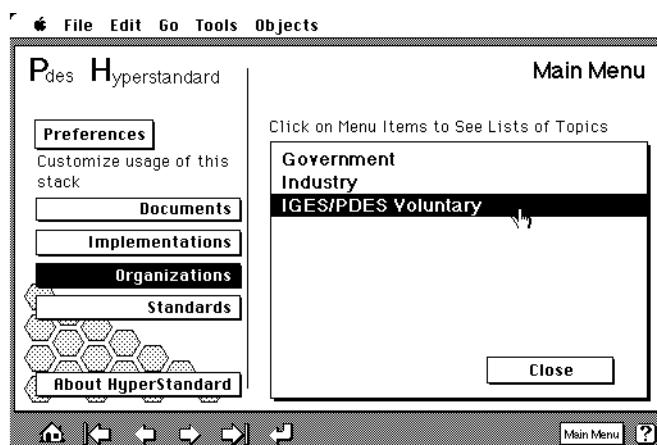 File Edit Go Tools Objects
Pdes Hyperstandard
Main Menu
Preferences
Customize usage of this
stack
Documents
Implementations
Organizations
Standards
About HyperStandard
Click on Menu Items to See Lists of Topics
Government
Industry
IGES/PDES Voluntary
Close
Main Menu
?